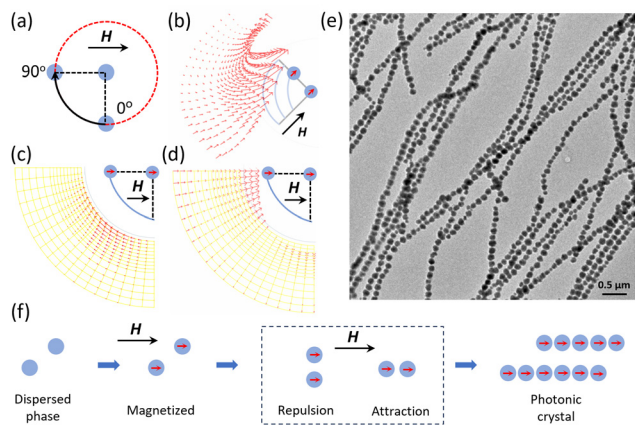 (a)
H
90°
0°
(b)
H
(c)
H
(d)
H
(e)
0.5 μm
(f)
H
H
Dispersed
phase
Magnetized
Repulsion
Attraction
Photonic
crystal